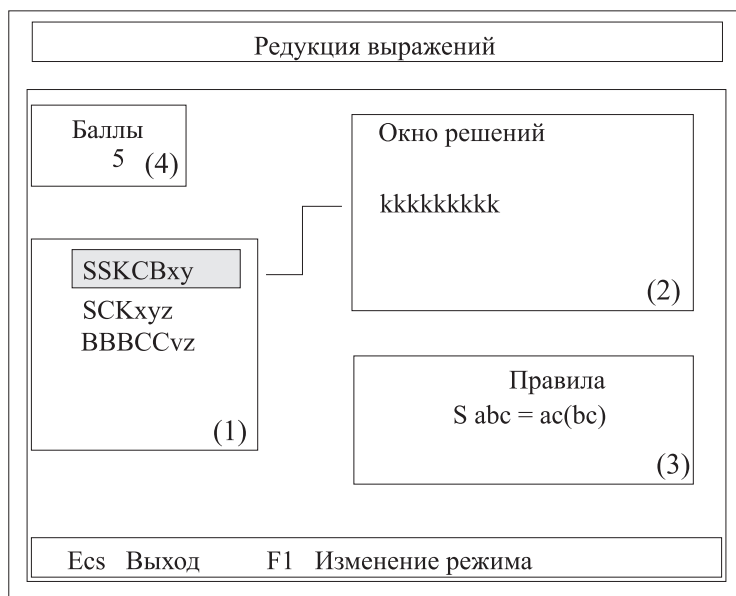 Редукция выражений
Баллы
5 (4)
Окно решений
kkkkkkkkk
(2)
SSKCBxy
SCKxyz
BBBCCvz
(1)
Правила
S abc = ac(bc)
(3)
Ecs Выход F1 Изменение режима